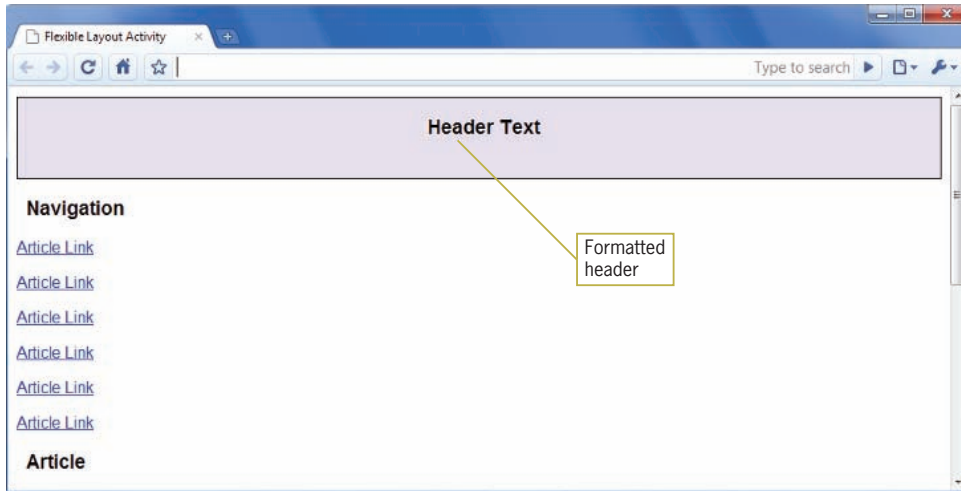 Flexible Layout Activity
Type to search
Header Text
Navigation
Article Link
Formatted
header
Article Link
Article Link
Article Link
Article Link
Article Link
Article